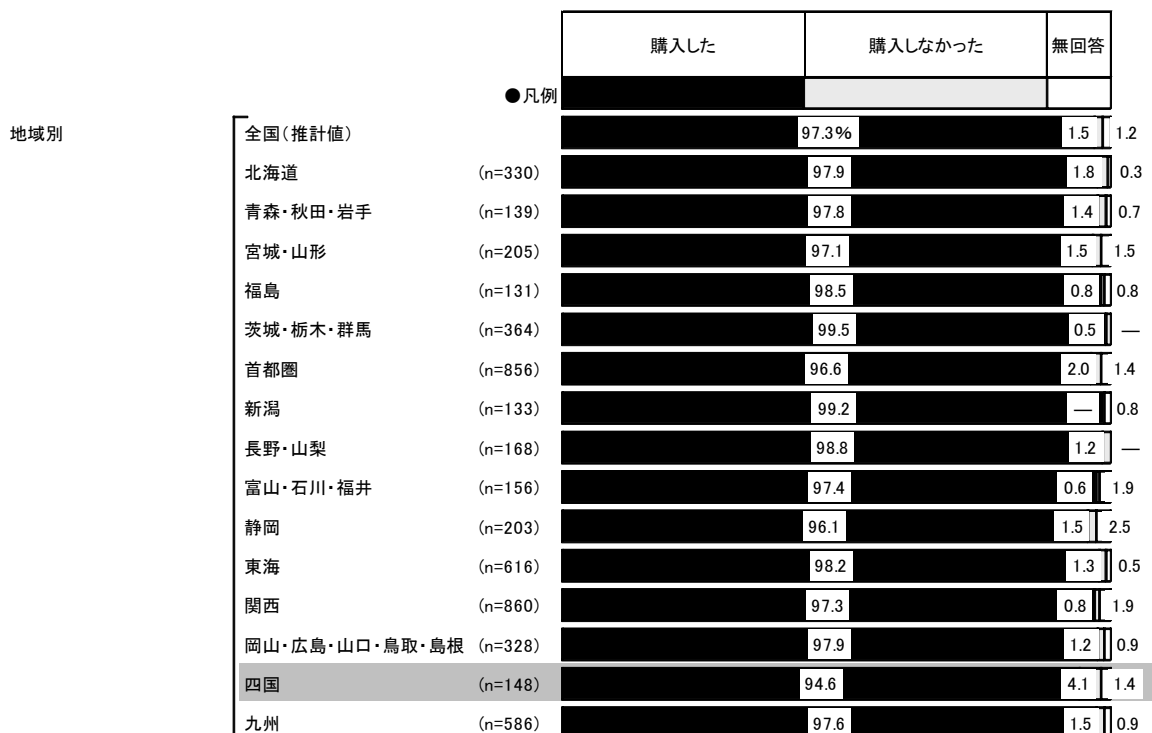 購入した 購入しなかった 無回答
●凡例
地域別 全国(推計値) 97.3% 1.5 1.2
北海道 (n=330) 97.9 1.8 0.3
青森・秋田・岩手 (n=139) 97.8 1.4 0.7
宮城・山形 (n=205) 97.1 1.5 1.5
福島 (n=131) 98.5 0.8 0.8
茨城・栃木・群馬 (n=364) 99.5 0.5 ―
首都圏 (n=856) 96.6 2.0 1.4
新潟 (n=133) 99.2 ― 0.8
長野・山梨 (n=168) 98.8 1.2 ―
富山・石川・福井 (n=156) 97.4 0.6 1.9
静岡 (n=203) 96.1 1.5 2.5
東海 (n=616) 98.2 1.3 0.5
関西 (n=860) 97.3 0.8 1.9
岡山・広島・山口・鳥取・島根 (n=328) 97.9 1.2 0.9
四国 (n=148) 94.6 4.1 1.4
九州 (n=586) 97.6 1.5 0.9